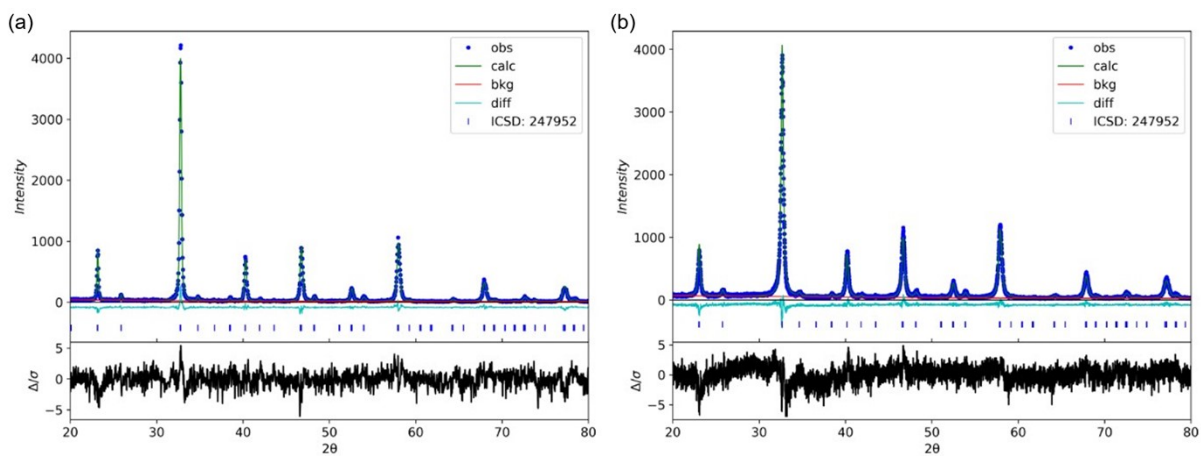 (a)
4000
3000
2000
1000
0
Intensity
obs
calc
bkg
diff
ICSD: 247952
5
0
−5
Δ/σ
20 30 40 50 60 70 80
2θ
(b)
4000
3000
2000
1000
0
Intensity
obs
calc
bkg
diff
ICSD: 247952
5
0
−5
Δ/σ
20 30 40 50 60 70 80
2θ